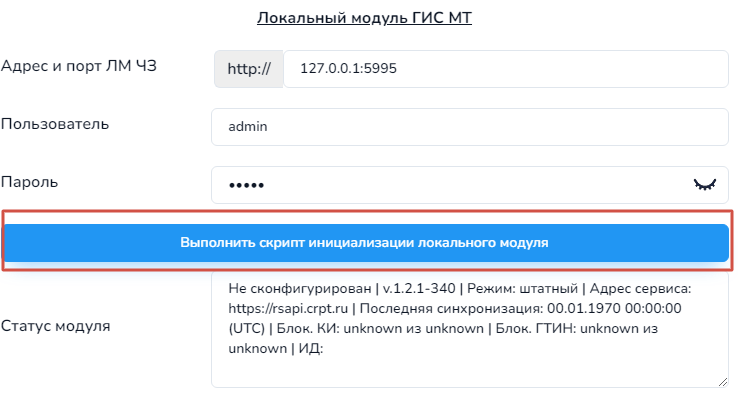 Локальный модуль ГИС МТ
Адрес и порт ЛМ ЧЗ http:// 127.0.0.1:5995
Пользователь admin
Пароль •••••
Выполнить скрипт инициализации локального модуля
Не сконфигурирован | v.1.2.1-340 | Режим: штатный | Адрес сервиса:
https://rsapi.crpt.ru | Последняя синхронизация: 00.01.1970 00:00:00
Статус модуля (UTC) | Блок. КИ: unknown из unknown | Блок. ГТИН: unknown из
unknown | ИД: